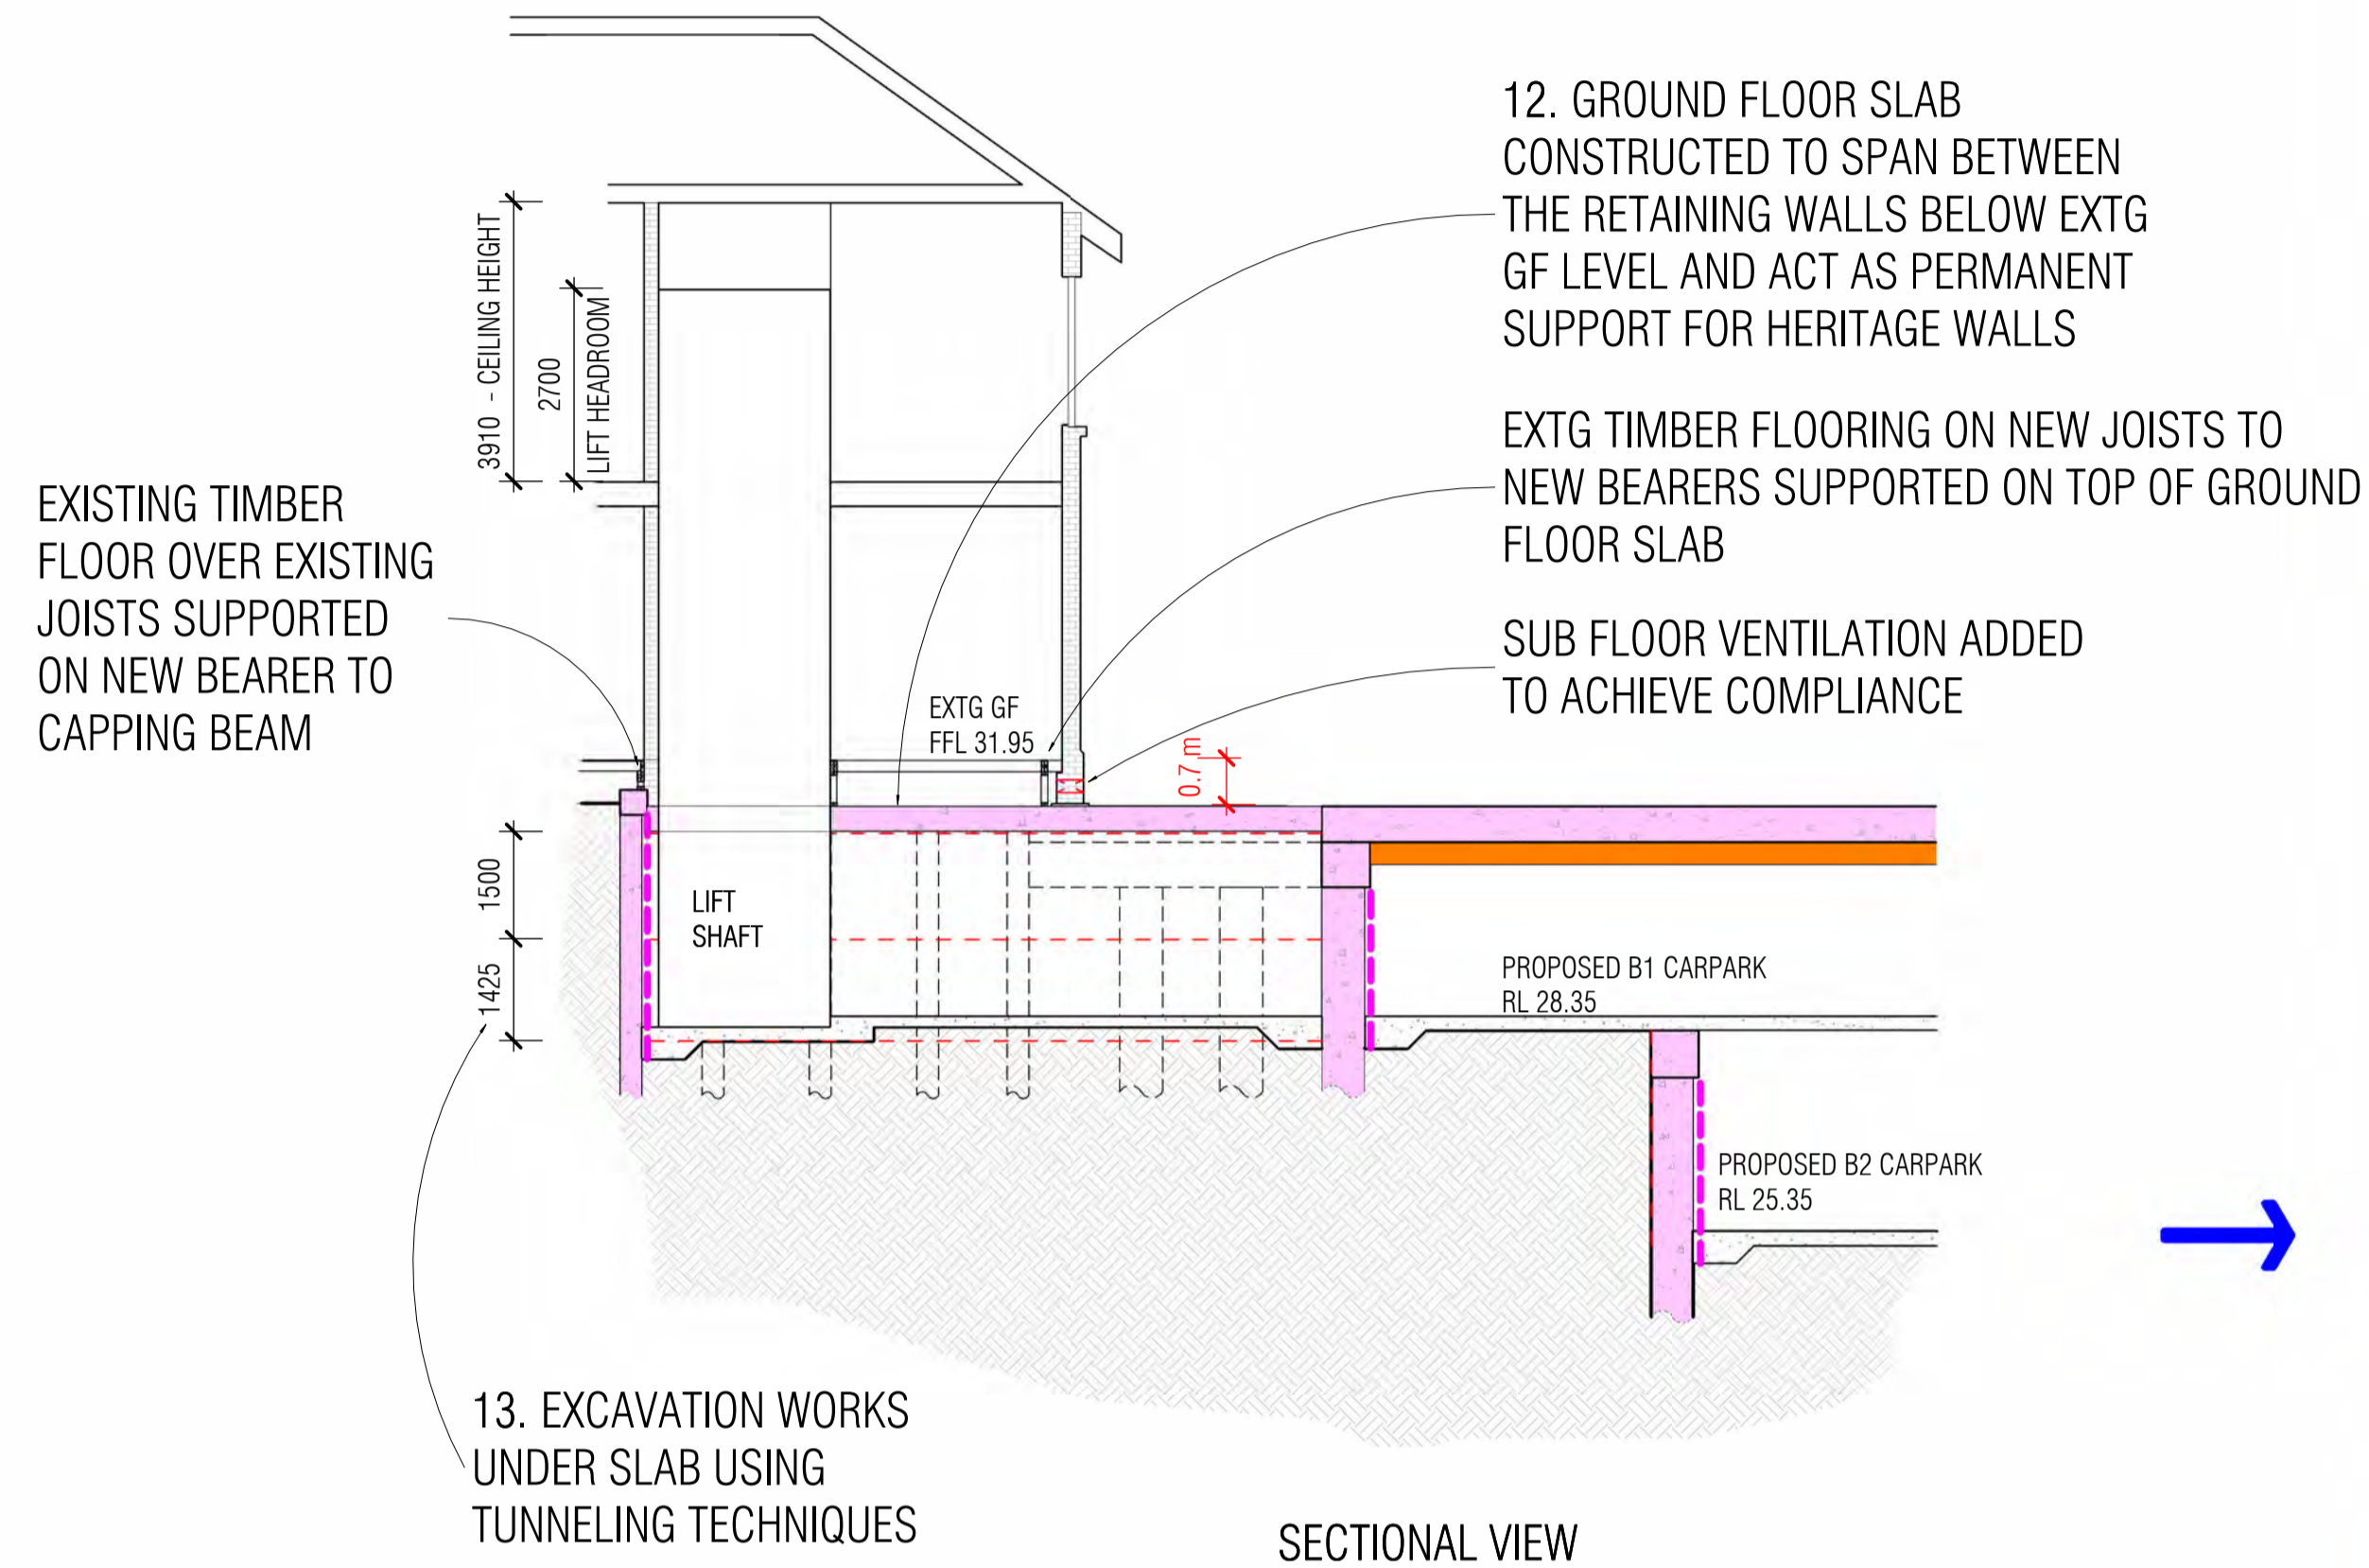 12. GROUND FLOOR SLAB
CONSTRUCTED TO SPAN BETWEEN
THE RETAINING WALLS BELOW EXTG
GF LEVEL AND ACT AS PERMANENT
SUPPORT FOR HERITAGE WALLS
3910 - CEILING HEIGHT
2700
LIFT HEADROOM
EXTG TIMBER FLOORING ON NEW JOISTS TO
NEW BEARERS SUPPORTED ON TOP OF GROUND
FLOOR SLAB
EXISTING TIMBER
FLOOR OVER EXISTING
JOISTS SUPPORTED
ON NEW BEARER TO
CAPPING BEAM
SUB FLOOR VENTILATION ADDED
TO ACHIEVE COMPLIANCE
EXTG GF
FFL 31.95
0.7 m
1500
1425
LIFT
SHAFT
PROPOSED B1 CARPARK
RL 28.35
PROPOSED B2 CARPARK
RL 25.35
13. EXCAVATION WORKS
UNDER SLAB USING
TUNNELING TECHNIQUES
SECTIONAL VIEW